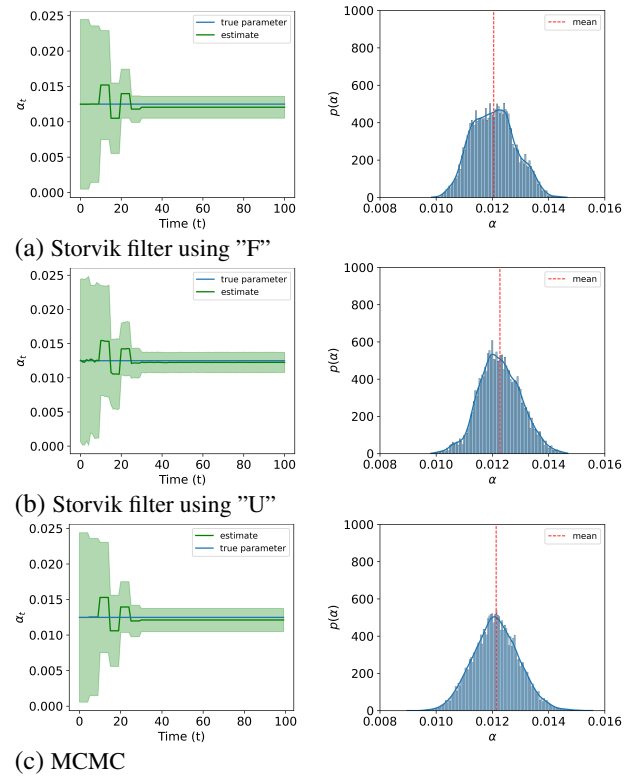 0.025
0.020
0.015
0.010
0.005
0.000
αt
0 20 40 60 80 100
Time (t)
true parameter
estimate
1000
800
600
400
200
0
p(α)
0.008 0.010 0.012 0.014 0.016
α
mean
(a) Storvik filter using ”F”
0.025
0.020
0.015
0.010
0.005
0.000
αt
0 20 40 60 80 100
Time (t)
true parameter
estimate
1000
800
600
400
200
0
p(α)
0.008 0.010 0.012 0.014 0.016
α
mean
(b) Storvik filter using ”U”
0.025
0.020
0.015
0.010
0.005
0.000
αt
0 20 40 60 80 100
Time (t)
estimate
true parameter
1000
800
600
400
200
0
p(α)
0.008 0.010 0.012 0.014 0.016
α
mean
(c) MCMC